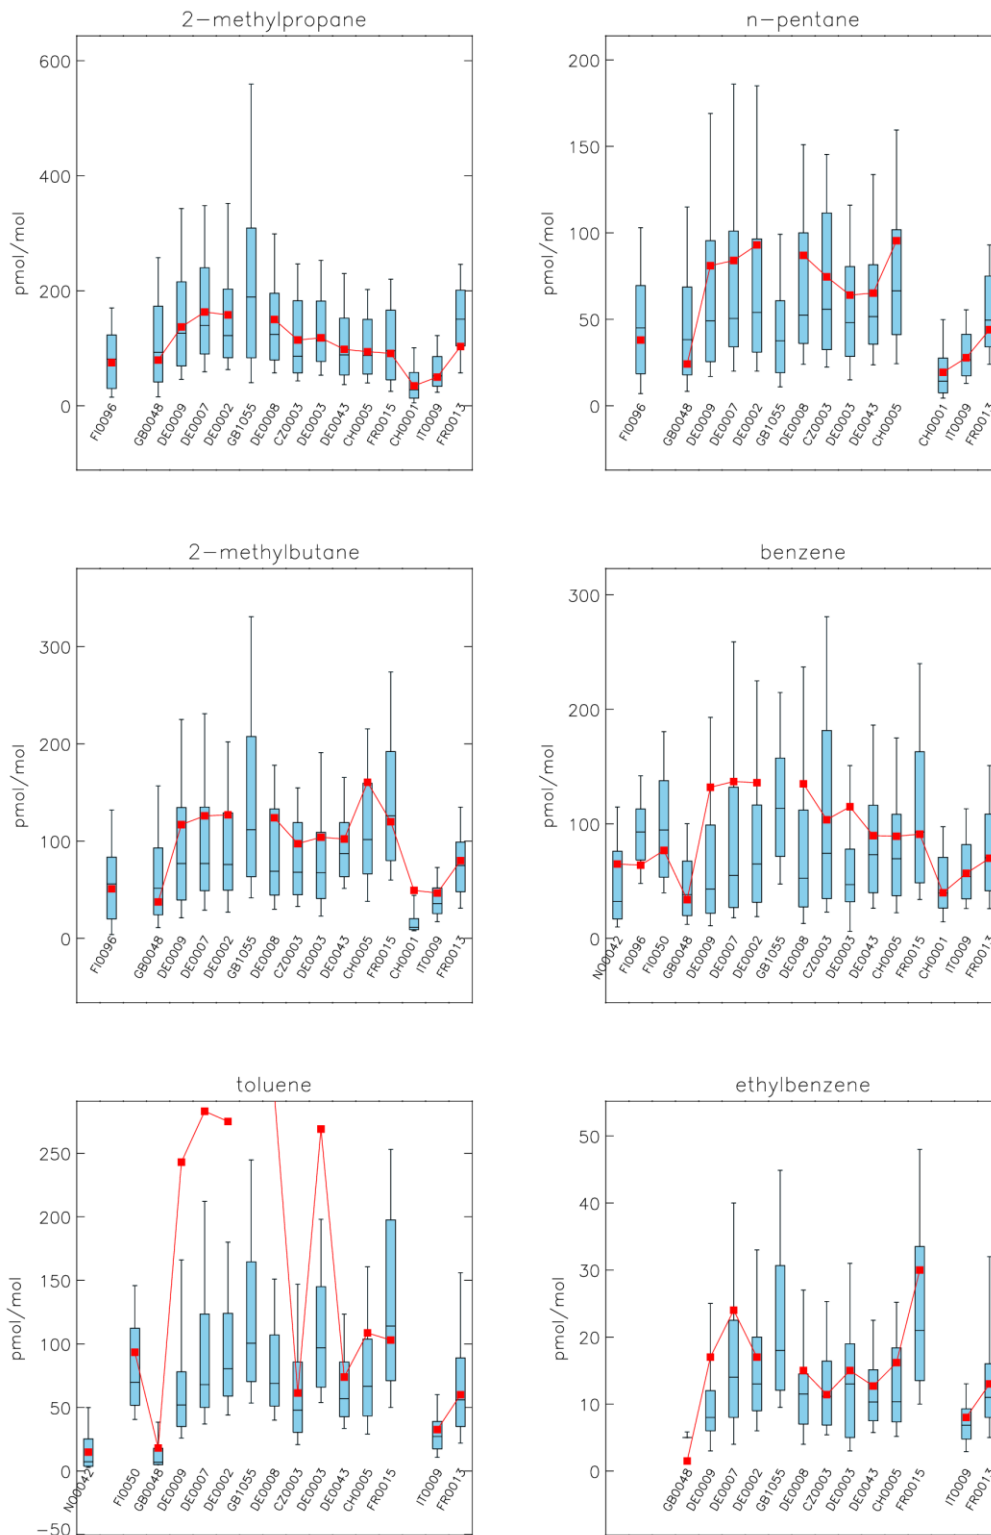 2-methylpropane
600
400
200
0
pmol/mol
FI0096
GB0048
DE0009
DE0007
DE0002
GB1055
DE0008
CZ0003
DE0003
DE0043
CH0005
FR0015
CH0001
IT0009
FR0013
n-pentane
200
150
100
50
0
pmol/mol
FI0096
GB0048
DE0009
DE0007
DE0002
GB1055
DE0008
CZ0003
DE0003
DE0043
CH0005
CH0001
IT0009
FR0013
2-methylbutane
300
200
100
0
pmol/mol
FI0096
GB0048
DE0009
DE0007
DE0002
GB1055
DE0008
CZ0003
DE0003
DE0043
CH0005
FR0015
CH0001
IT0009
FR0013
benzene
300
200
100
0
pmol/mol
NO0042
FI0096
FI0050
GB0048
DE0009
DE0007
DE0002
GB1055
DE0008
CZ0003
DE0003
DE0043
CH0005
FR0015
CH0001
IT0009
FR0013
toluene
250
200
150
100
50
0
-50
pmol/mol
NO0042
FI0050
GB0048
DE0009
DE0007
DE0002
GB1055
DE0008
CZ0003
DE0003
DE0043
CH0005
FR0015
IT0009
FR0013
ethylbenzene
50
40
30
20
10
0
pmol/mol
GB0048
DE0009
DE0007
DE0002
GB1055
DE0008
CZ0003
DE0003
DE0043
CH0005
FR0015
IT0009
FR0013